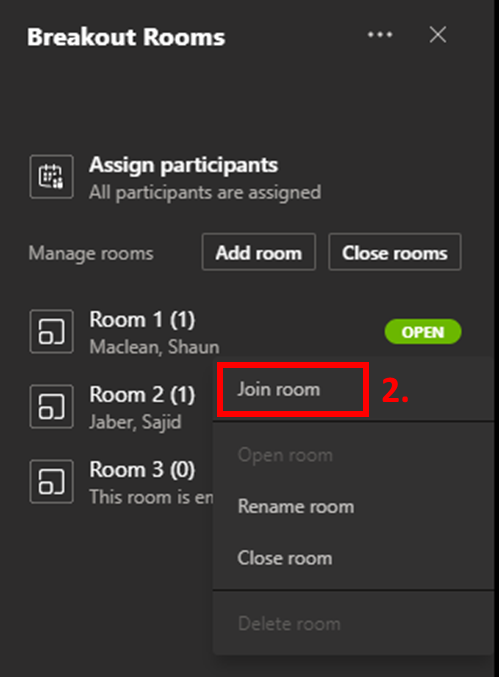 Breakout Rooms
Assign participants
All participants are assigned
Manage rooms
Add room
Close rooms
Room 1 (1)
OPEN
Maclean, Shaun
Join room
2.
Room 2 (1)
Jaber, Sajid
Open room
Room 3 (0)
This room is en
Rename room
Close room
Delete room